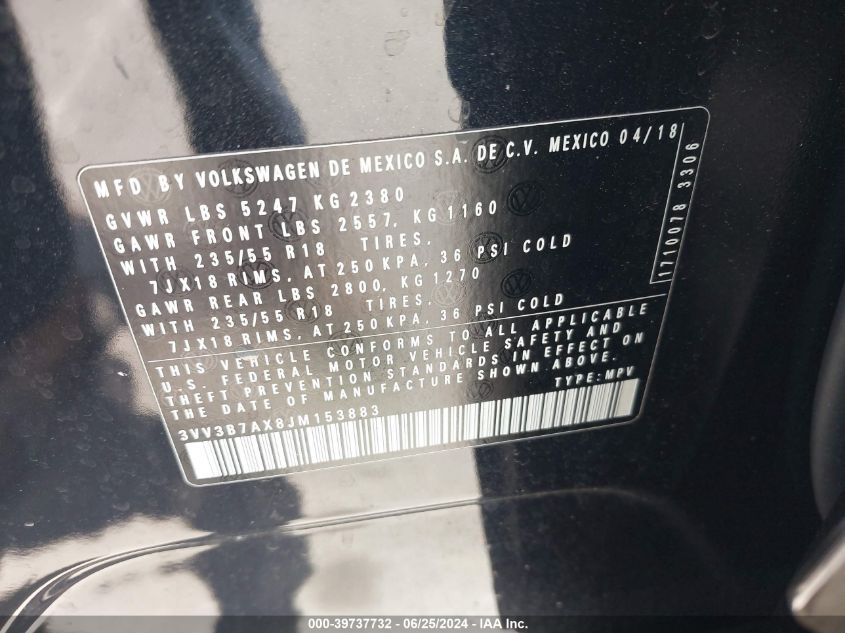 MFD BY VOLKSWAGEN DE MEXICO S.A. DE C.V. MEXICO 04/18
GVWR LBS 5247 KG 2380
GAWR FRONT LBS 2557, KG 1160
WITH 235/55 R18 TIRES,
7JX18 RIMS, AT 250 KPA, 36 PSI COLD
GAWR REAR LBS 2800, KG 1270
WITH 235/55 R18 TIRES,
7JX18 RIMS, AT 250 KPA, 36 PSI COLD
THIS VEHICLE CONFORMS TO ALL APPLICABLE
U.S. FEDERAL MOTOR VEHICLE SAFETY AND
THEFT PREVENTION STANDARDS IN EFFECT ON
THE DATE OF MANUFACTURE SHOWN ABOVE.
3VV3B7AX8JM153883 TYPE: MPV
1710078 3306
000-39737732 - 06/25/2024 - IAA Inc.